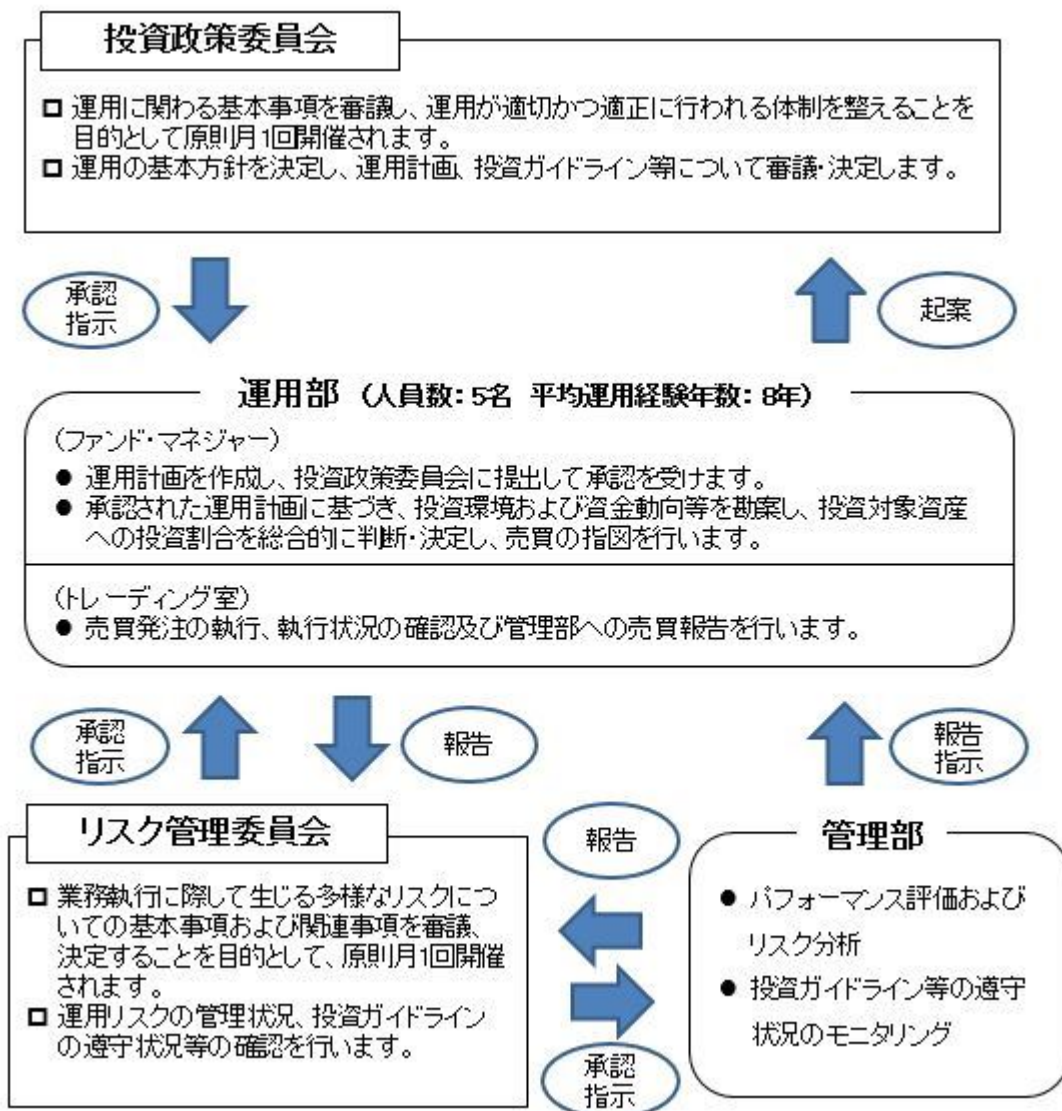 投資政策委員会
運用に関わる基本事項を審議し、運用が適切かつ適正に行われる体制を整えることを
目的として原則月1回開催されます。
運用の基本方針を決定し、運用計画、投資ガイドライン等について審議・決定します。
承認
指示
起案
運用部 (人員数:5名 平均運用経験年数:8年)
(ファンド・マネジャー)
● 運用計画を作成し、投資政策委員会に提出して承認を受けます。
● 承認された運用計画に基づき、投資環境および資金動向等を勘案し、投資対象資産
への投資割合を総合的に判断・決定し、売買の指図を行います。
(トレーディング室)
● 売買発注の執行、執行状況の確認及び管理部への売買報告を行います。
承認
指示
報告
報告
指示
リスク管理委員会
業務執行に際して生じる多様なリスクにつ
いての基本事項および関連事項を審議、
決定することを目的として、原則月1回開催
されます。
運用リスクの管理状況、投資ガイドライン
の遵守状況等の確認を行います。
報告
承認
指示
管理部
● パフォーマンス評価および
リスク分析
● 投資ガイドライン等の遵守
状況のモニタリング